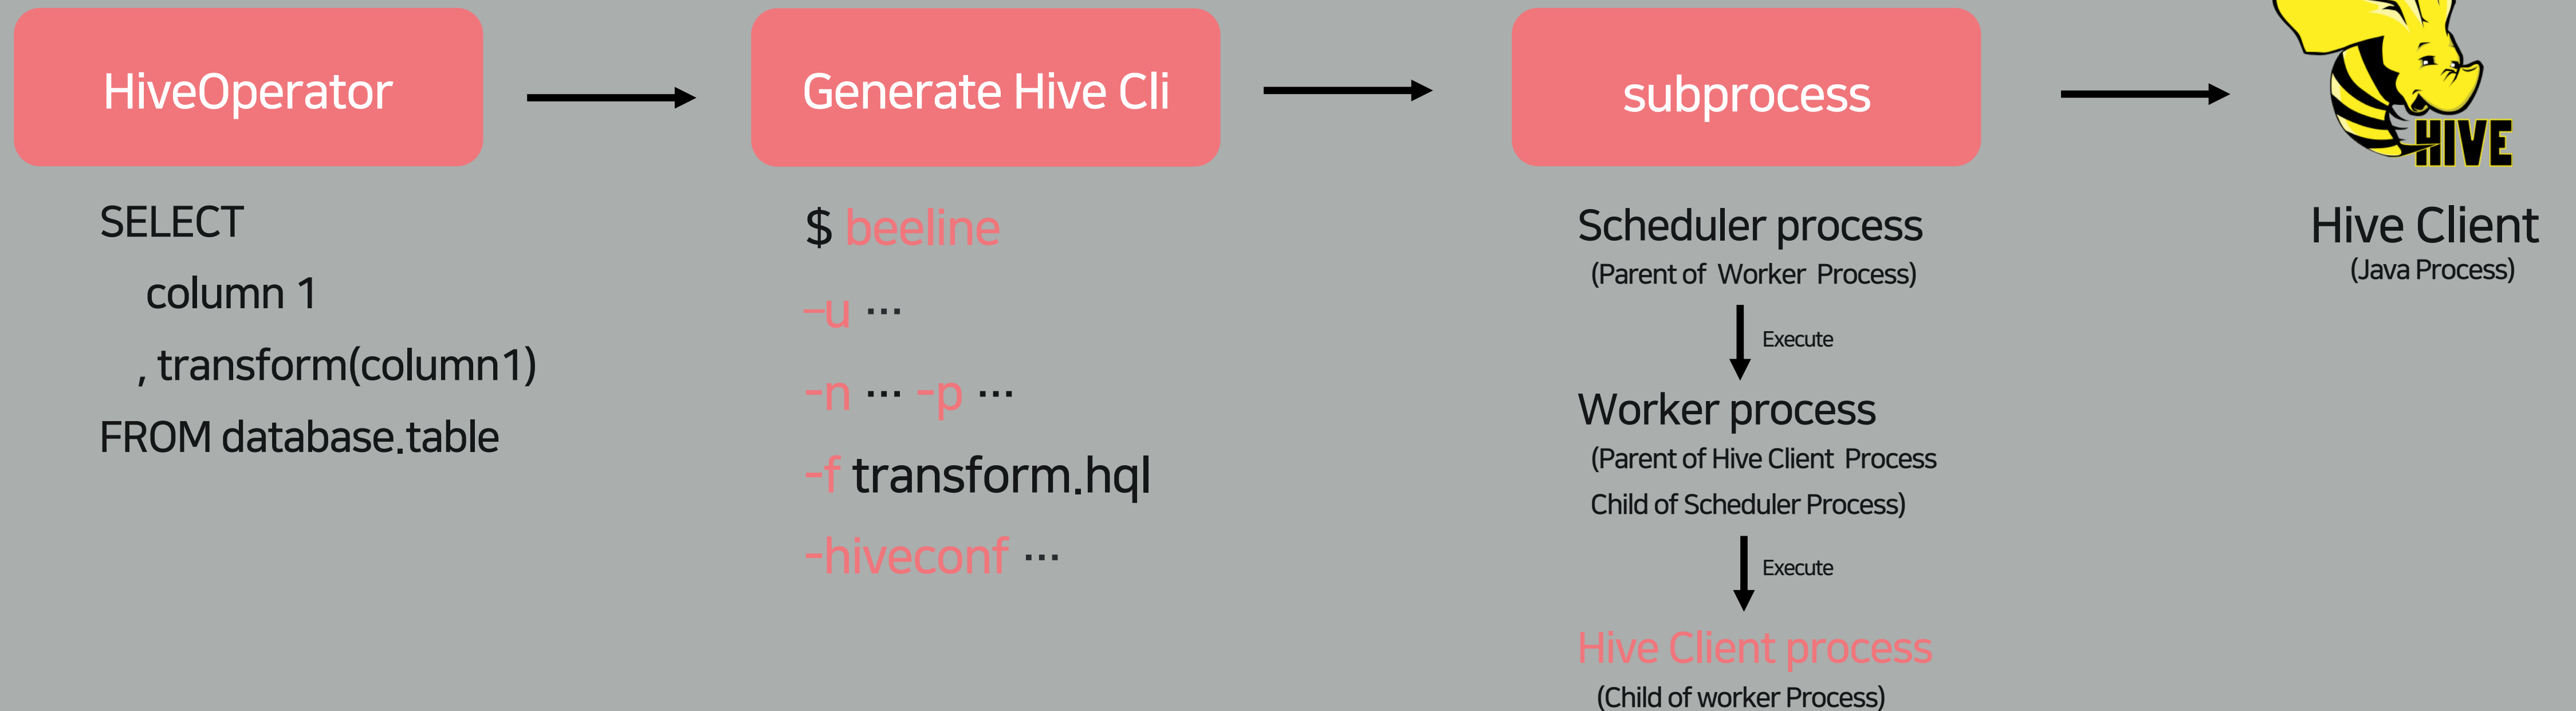 HiveOperator
SELECT
column 1
, transform(column1)
FROM database.table
Generate Hive Cli
$ beeline
–u ···
-n ··· -p ···
-f transform.hql
-hiveconf ···
subprocess
Scheduler process
(Parent of Worker Process)
Execute
Worker process
(Parent of Hive Client Process
Child of Scheduler Process)
Execute
Hive Client process
(Child of worker Process)
HIVE
Hive Client
(Java Process)